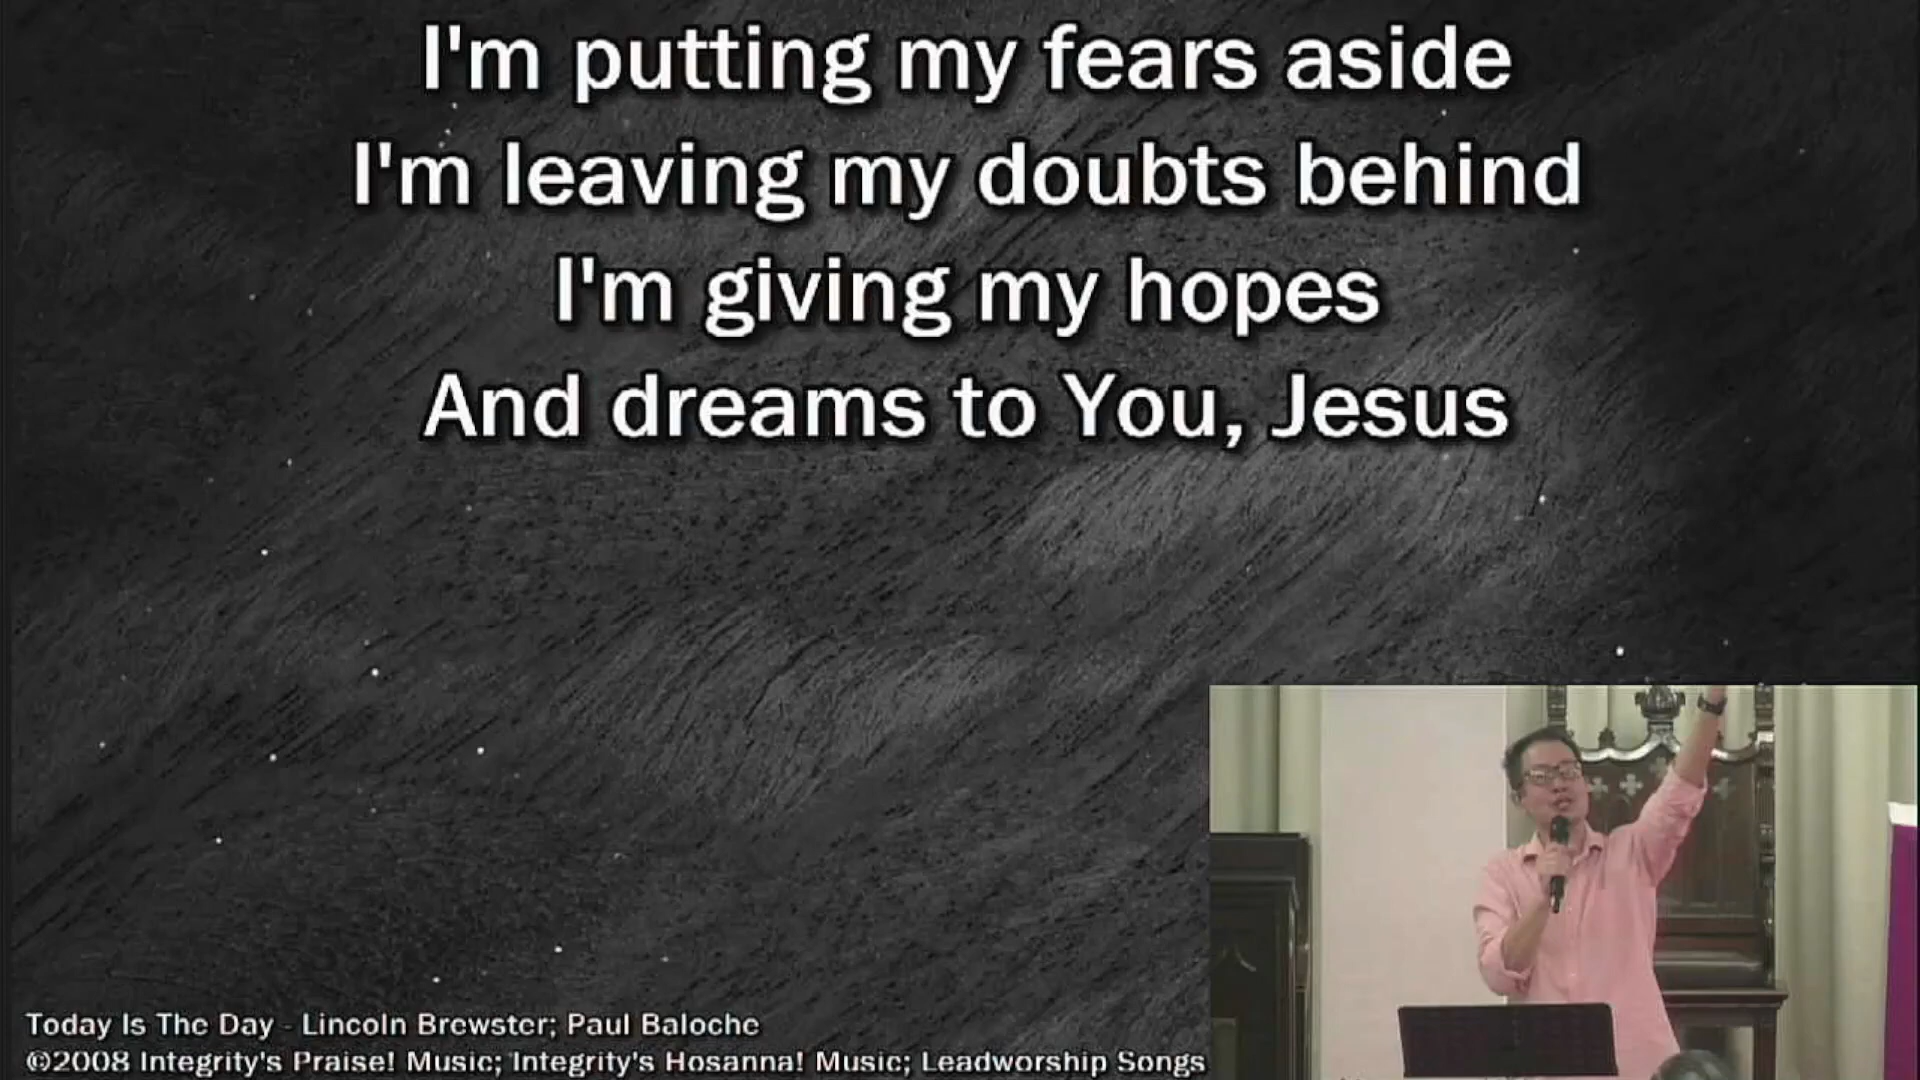 I'm putting my fears aside
I'm leaving my doubts behind
I'm giving my hopes
And dreams to You, Jesus
Today Is The Day - Lincoln Brewster; Paul Baloche
©2008 Integrity's Praise! Music; Integrity's Hosanna! Music; Leadworship Songs